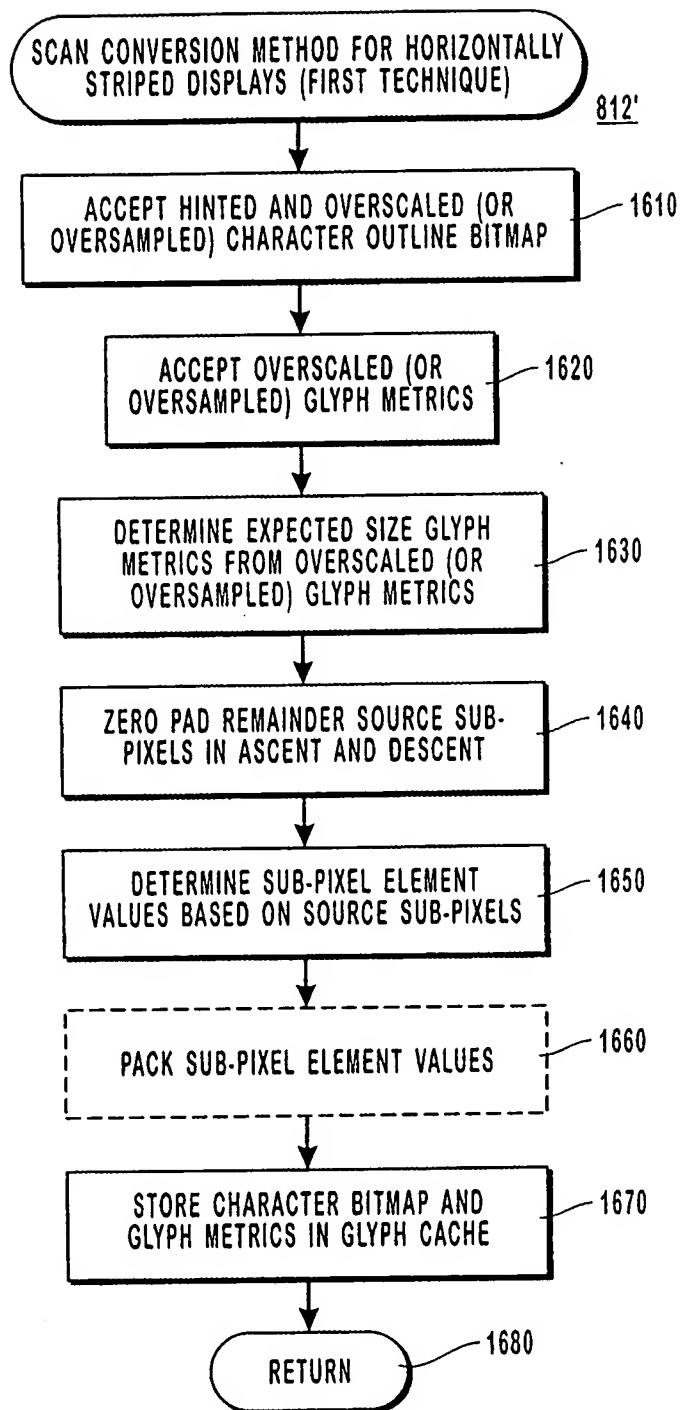 SCAN CONVERSION METHOD FOR HORIZONTALLY
STRIPED DISPLAYS (FIRST TECHNIQUE)
812'
ACCEPT HINTED AND OVERSCALED (OR
OVERSAMPLED) CHARACTER OUTLINE BITMAP
1610
ACCEPT OVERSCALED (OR
OVERSAMPLED) GLYPH METRICS
1620
DETERMINE EXPECTED SIZE GLYPH
METRICS FROM OVERSCALED (OR
OVERSAMPLED) GLYPH METRICS
1630
ZERO PAD REMAINDER SOURCE SUB-
PIXELS IN ASCENT AND DESCENT
1640
DETERMINE SUB-PIXEL ELEMENT
VALUES BASED ON SOURCE SUB-PIXELS
1650
PACK SUB-PIXEL ELEMENT VALUES
1660
STORE CHARACTER BITMAP AND
GLYPH METRICS IN GLYPH CACHE
1670
RETURN
1680